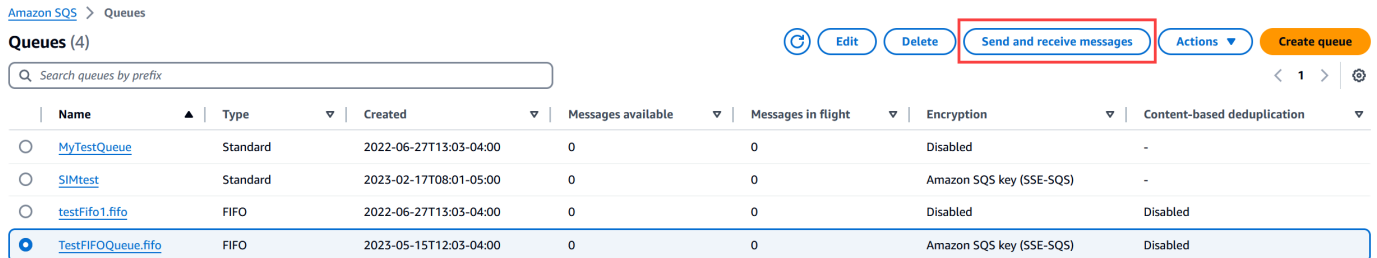 Amazon SQS > Queues
Queues (4) Edit Delete Send and receive messages Actions Create queue
Search queues by prefix 1
Name Type Created Messages available Messages in flight Encryption Content-based deduplication
MyTestQueue Standard 2022-06-27T13:03-04:00 0 0 Disabled -
SIMtest Standard 2023-02-17T08:01-05:00 0 0 Amazon SQS key (SSE-SQS) -
testFifo1.fifo FIFO 2022-06-27T13:03-04:00 0 0 Disabled Disabled
TestFIFOQueue.fifo FIFO 2023-05-15T12:03-04:00 0 0 Amazon SQS key (SSE-SQS) Disabled